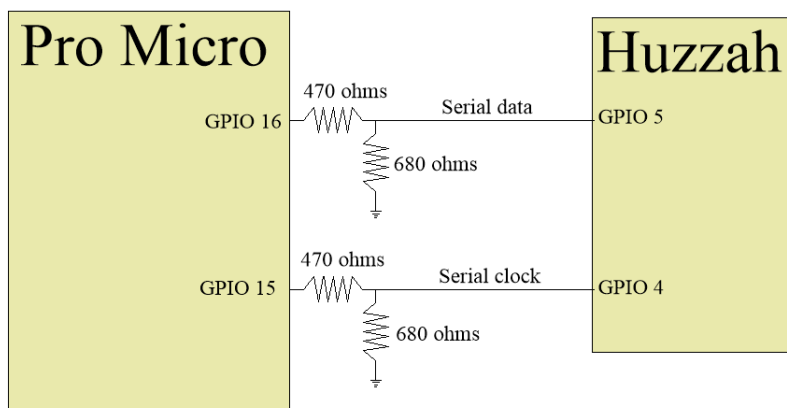 Pro Micro
Huzzah
470 ohms
Serial data
GPIO 16
GPIO 5
680 ohms
470 ohms
Serial clock
GPIO 15
GPIO 4
680 ohms